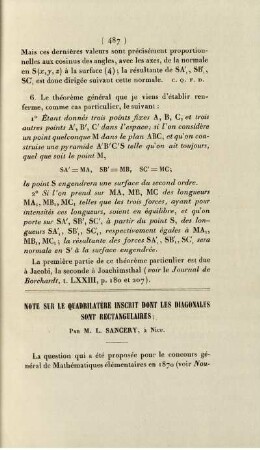 ( 487 )
Mais ces dernières valeurs sont précisément proportion-
nelles aux cosinus des angles, avec les axes, de la normale
en S(x, y, z) à la surface (4); la résultante de SA'₁, SB'₁,
SC'₁ est donc dirigée suivant cette normale. C. Q. F. D.
6. Le théorème général que je viens d'établir ren-
ferme, comme cas particulier, le suivant :
1° Étant donnés trois points fixes A, B, C, et trois
autres points A', B', C' dans l'espace; si l'on considère
un point quelconque M dans le plan ABC, et qu'on con-
struise une pyramide A'B'C'S telle qu'on ait toujours,
quel que soit le point M,
SA' = MA, SB' = MB, SC' = MC;
la point S engendrera une surface du second ordre.
2° Si l'on prend sur MA, MB, MC des longueurs
MA₁, MB₁, MC₁ telles que les trois forces, ayant pour
intensités ces longueurs, soient en équilibre, et qu'on
porte sur SA', SB', SC', à partir du point S, des lon-
gueurs SA'₁, SB'₁, SC'₁, respectivement égales à MA₁,
MB₁, MC₁; la résultante des forces SA'₁, SB'₁, SC'₁ sera
normale en S' à la surface engendrée.
La première partie de ce théorème particulier est due
à Jacobi, la seconde à Joachimsthal (voir le Journal de
Borchardt, t. LXXIII, p. 180 et 207).
NOTE SUR LE QUADRILATÈRE INSCRIT DONT LES DIAGONALES
SONT RECTANGULAIRES;
PAR M. L. SANCERY, à Nice.
La question qui a été proposée pour le concours gé-
néral de Mathématiques élémentaires en 1870 (voir Nou-